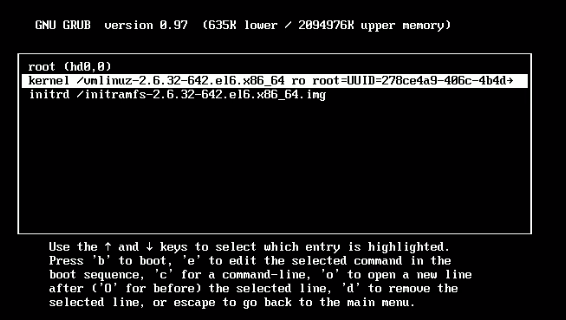 GNU GRUB  version 0.97  (635K lower / 2094976K upper memory)
root (hd0,0)
kernel /vmlinuz-2.6.32-642.el6.x86_64 ro root=UUID=278ce4a9-406c-4b4d→
initrd /initramfs-2.6.32-642.el6.x86_64.img
Use the ↑ and ↓ keys to select which entry is highlighted.
Press 'b' to boot, 'e' to edit the selected command in the
boot sequence, 'c' for a command-line, 'o' to open a new line
after ('O' for before) the selected line, 'd' to remove the
selected line, or escape to go back to the main menu.